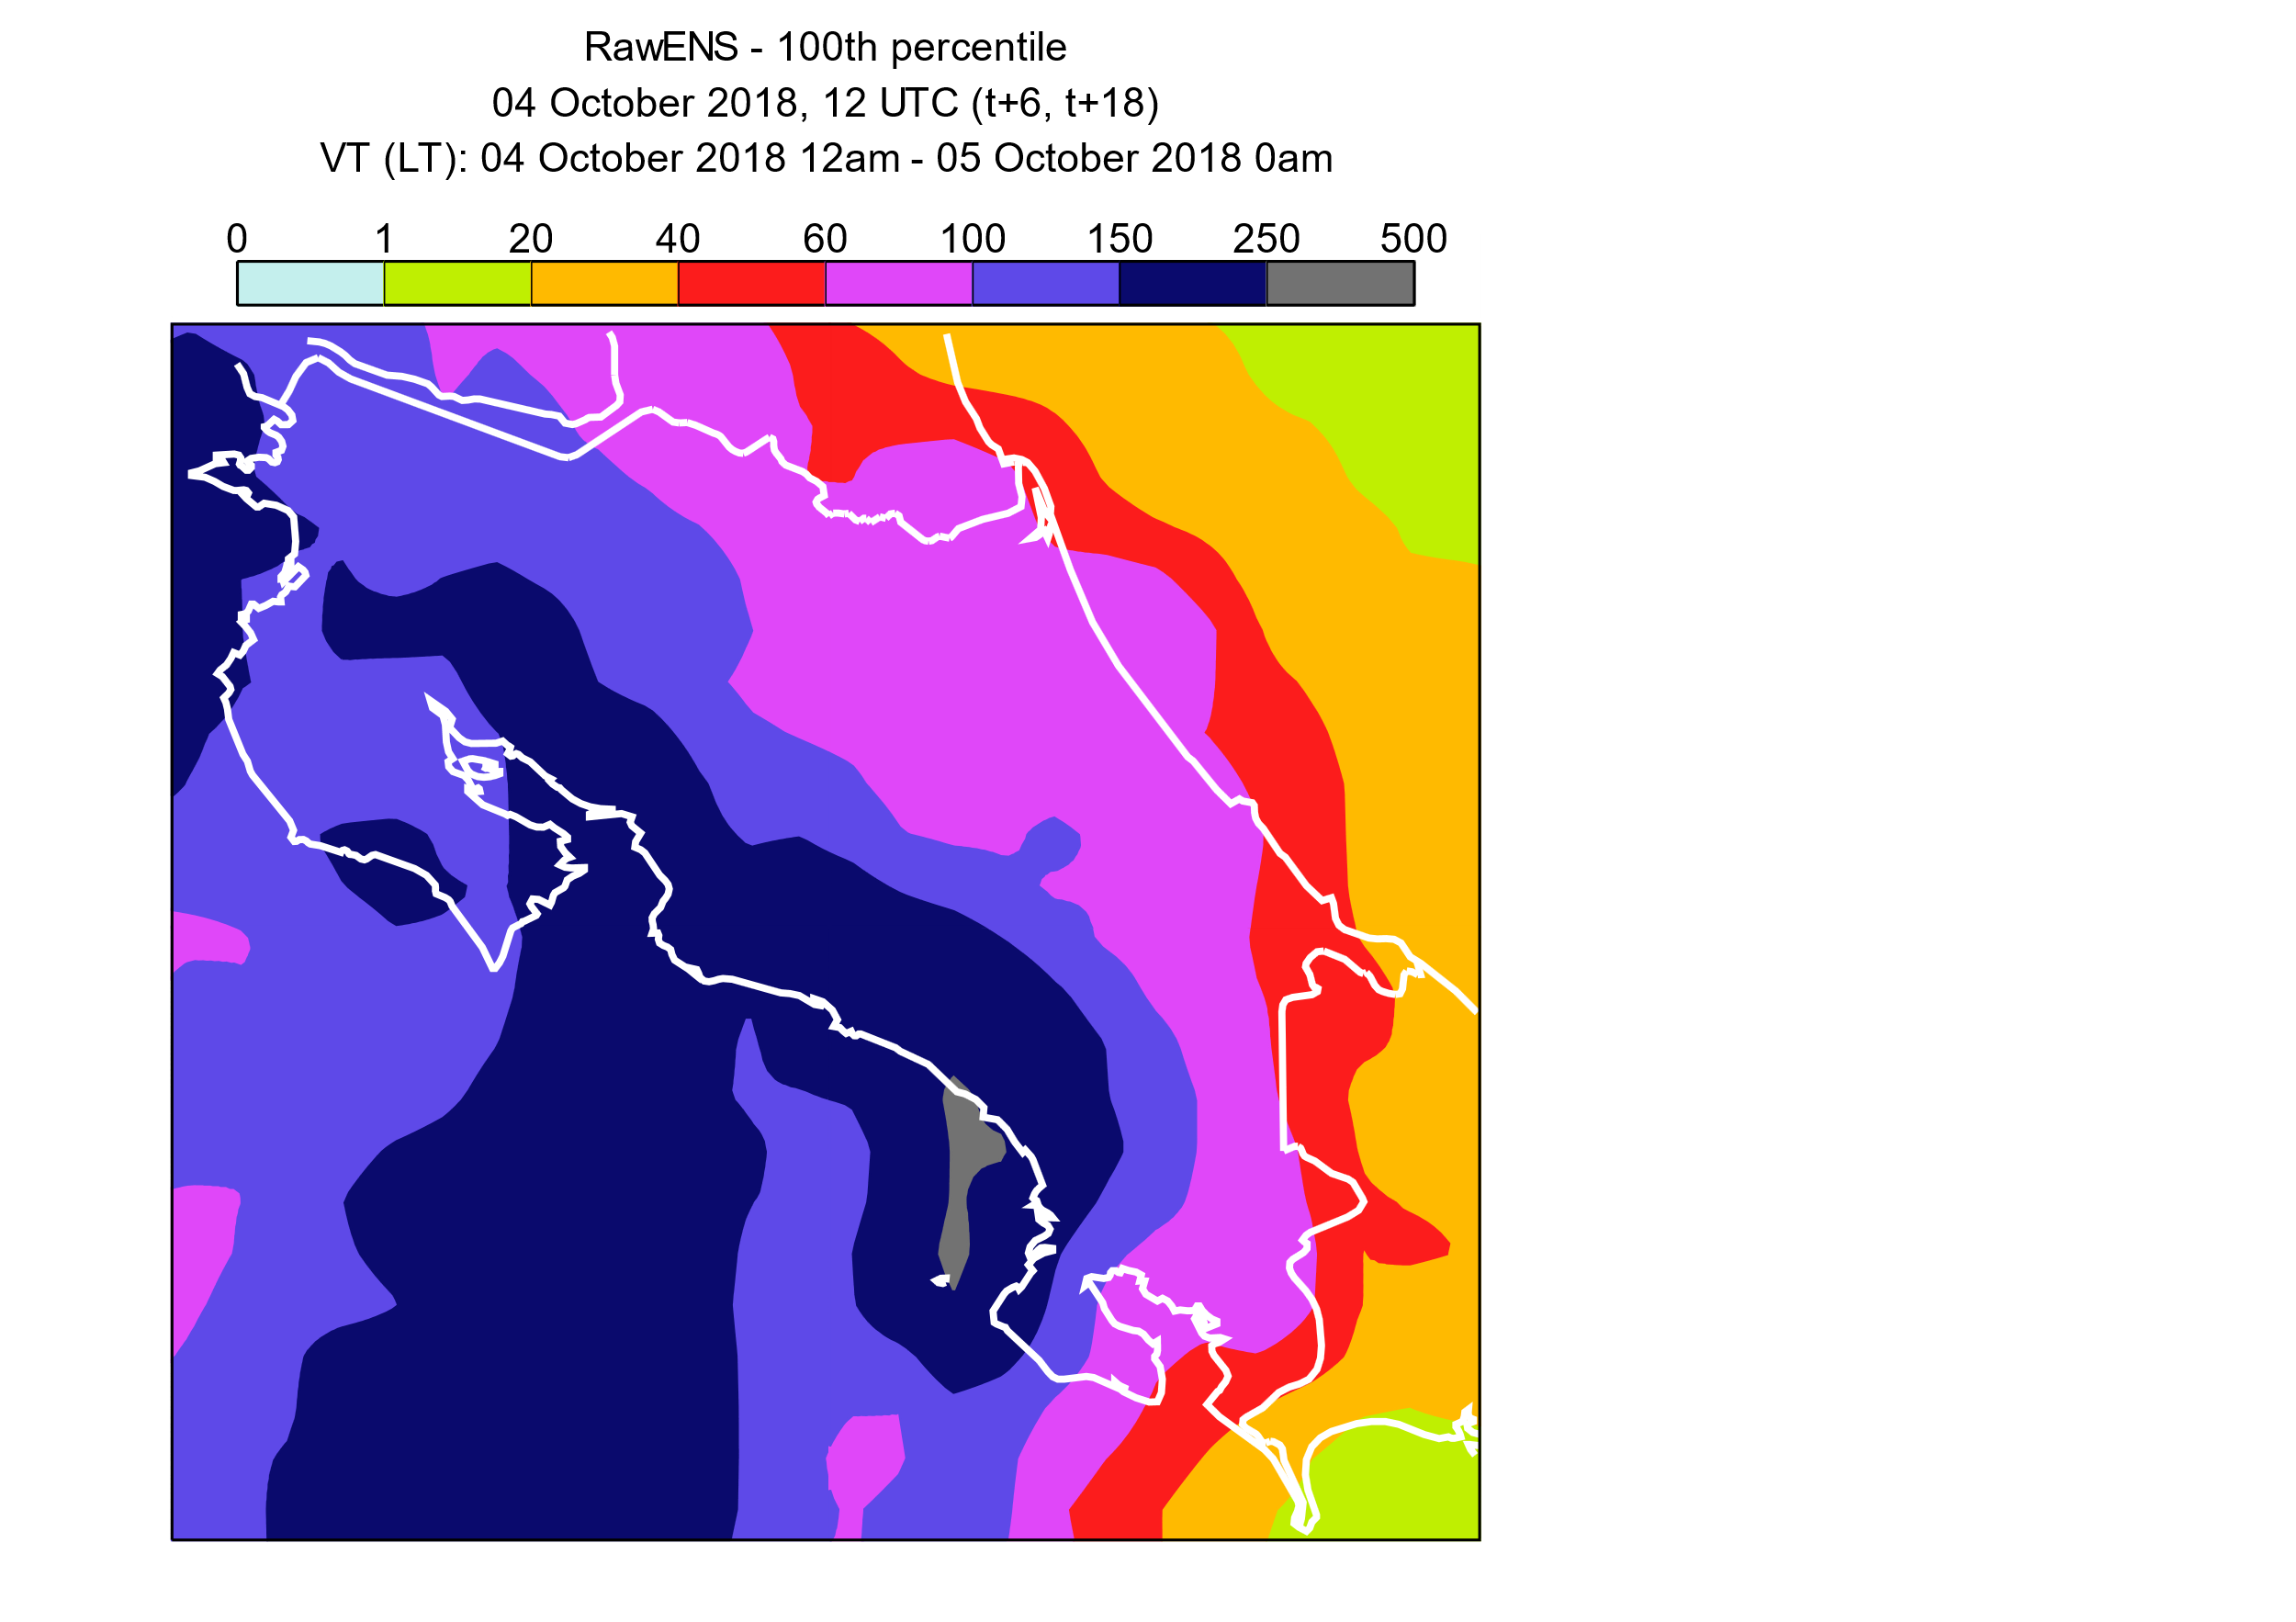 RawENS - 100th percentile
04 October 2018, 12 UTC (t+6, t+18)
VT (LT): 04 October 2018 12am - 05 October 2018 0am
0 1 20 40 60 100 150 250 500